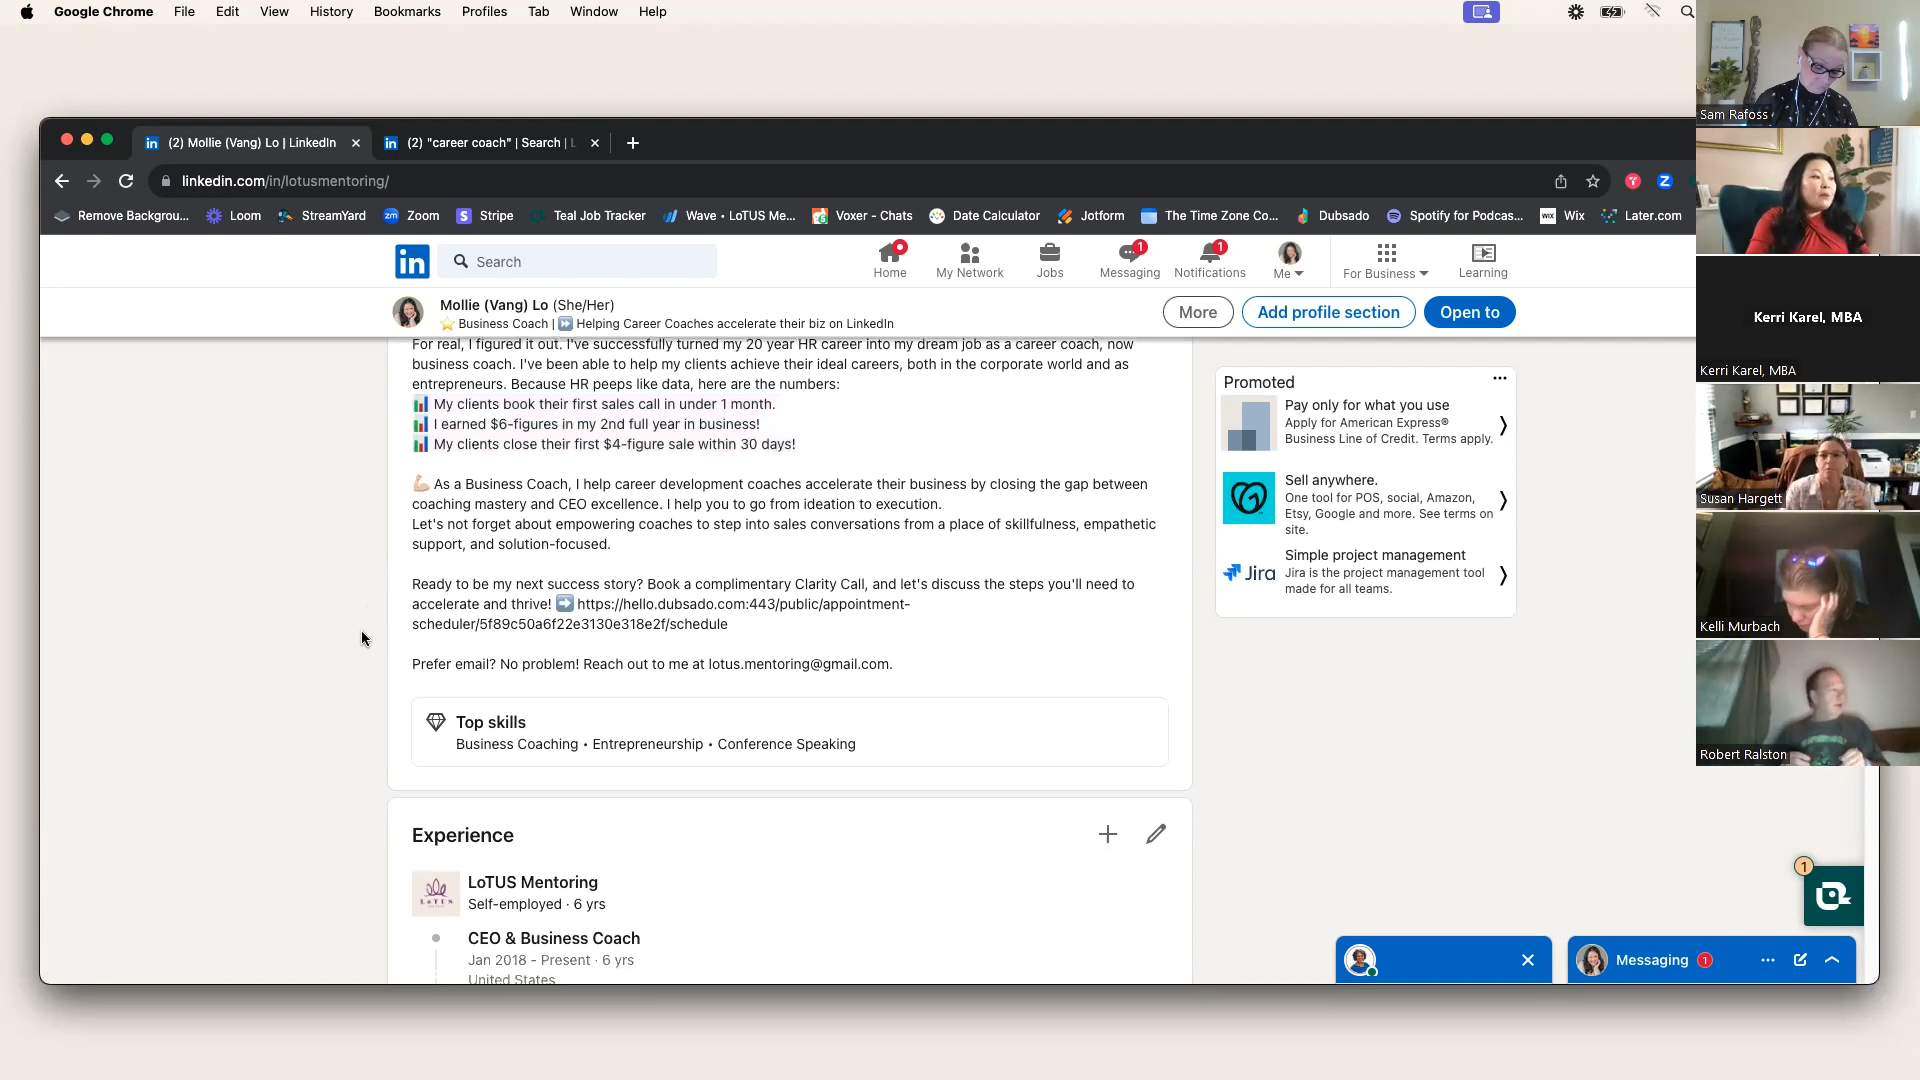 Google Chrome File Edit View History Bookmarks Profiles Tab Window Help
(2) Mollie (Vang) Lo | LinkedIn
(2) "career coach" | Search | L
linkedin.com/in/lotusmentoring/
Remove Backgrou... Loom StreamYard Zoom Stripe Teal Job Tracker Wave • LoTUS Me... Voxer - Chats Date Calculator Jotform The Time Zone Co... Dubsado Spotify for Podcas... Wix Later.com
in Search
Home My Network Jobs Messaging Notifications Me For Business Learning
1
1
Mollie (Vang) Lo (She/Her)
Business Coach | Helping Career Coaches accelerate their biz on LinkedIn
More Add profile section Open to
For real, I figured it out. I've successfully turned my 20 year HR career into my dream job as a career coach, now
business coach. I've been able to help my clients achieve their ideal careers, both in the corporate world and as
entrepreneurs. Because HR peeps like data, here are the numbers:
📊 My clients book their first sales call in under 1 month.
📊 I earned $6-figures in my 2nd full year in business!
📊 My clients close their first $4-figure sale within 30 days!
💪🏻 As a Business Coach, I help career development coaches accelerate their business by closing the gap between
coaching mastery and CEO excellence. I help you to go from ideation to execution.
Let's not forget about empowering coaches to step into sales conversations from a place of skillfulness, empathetic
support, and solution-focused.
Ready to be my next success story? Book a complimentary Clarity Call, and let's discuss the steps you'll need to
accelerate and thrive! ➡️ https://hello.dubsado.com:443/public/appointment-
scheduler/5f89c50a6f22e3130e318e2f/schedule
Prefer email? No problem! Reach out to me at lotus.mentoring@gmail.com.
Top skills
Business Coaching • Entrepreneurship • Conference Speaking
Experience
LoTUS
LoTUS Mentoring
Self-employed · 6 yrs
CEO & Business Coach
Jan 2018 - Present · 6 yrs
United States
Promoted
Pay only for what you use
Apply for American Express®
Business Line of Credit. Terms apply.
Sell anywhere.
One tool for POS, social, Amazon,
Etsy, Google and more. See terms on
site.
Jira
Simple project management
Jira is the project management tool
made for all teams.
1
Messaging 1
Sam Rafoss
Kerri Karel, MBA
Kerri Karel, MBA
Susan Hargett
Kelli Murbach
Robert Ralston